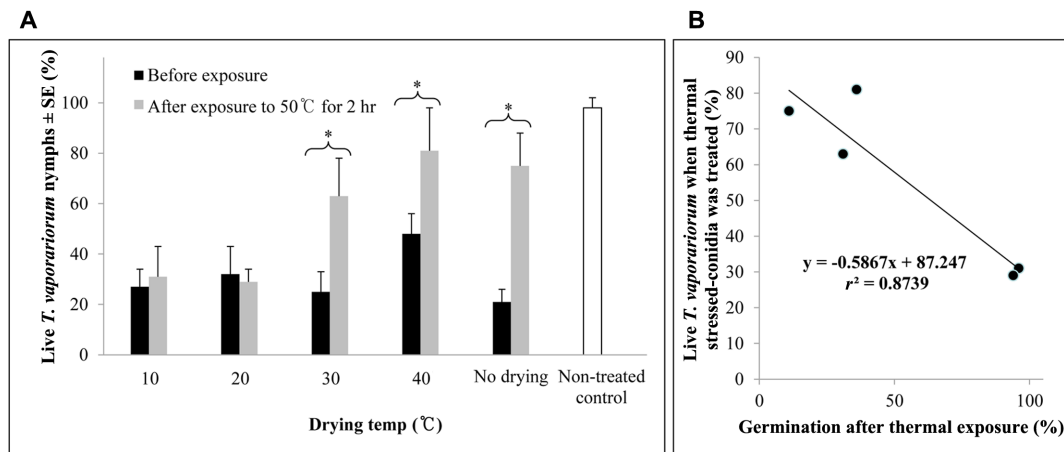 A
Live T. vaporariorum nymphs ± SE (%)
100
80
60
40
20
0
Before exposure
After exposure to 50℃ for 2 hr
*
*
*
10
20
30
40
No drying
Non-treated
control
Drying temp (℃)
B
Live T. vaporariorum when thermal
stressed-conidia was treated (%)
90
80
70
60
50
40
30
20
10
0
y = -0.5867x + 87.247
r² = 0.8739
0
50
100
Germination after thermal exposure (%)